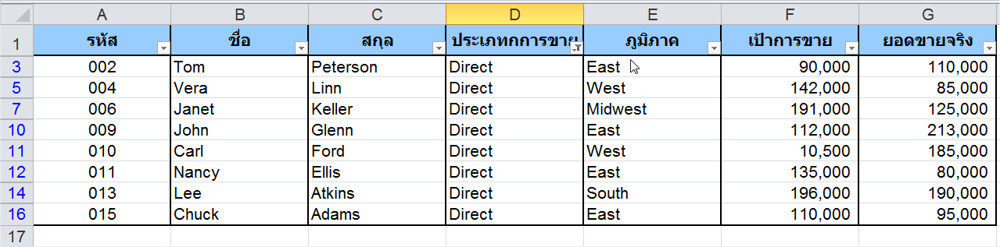 A B C D E F G
1 รหัส ชื่อ สกุล ประเภทกการขาย ภูมิภาค เป้าการขาย ยอดขายจริง
3 002 Tom Peterson Direct East 90,000 110,000
5 004 Vera Linn Direct West 142,000 85,000
7 006 Janet Keller Direct Midwest 191,000 125,000
10 009 John Glenn Direct East 112,000 213,000
11 010 Carl Ford Direct West 10,500 185,000
12 011 Nancy Ellis Direct East 135,000 80,000
14 013 Lee Atkins Direct South 196,000 190,000
16 015 Chuck Adams Direct East 110,000 95,000
17